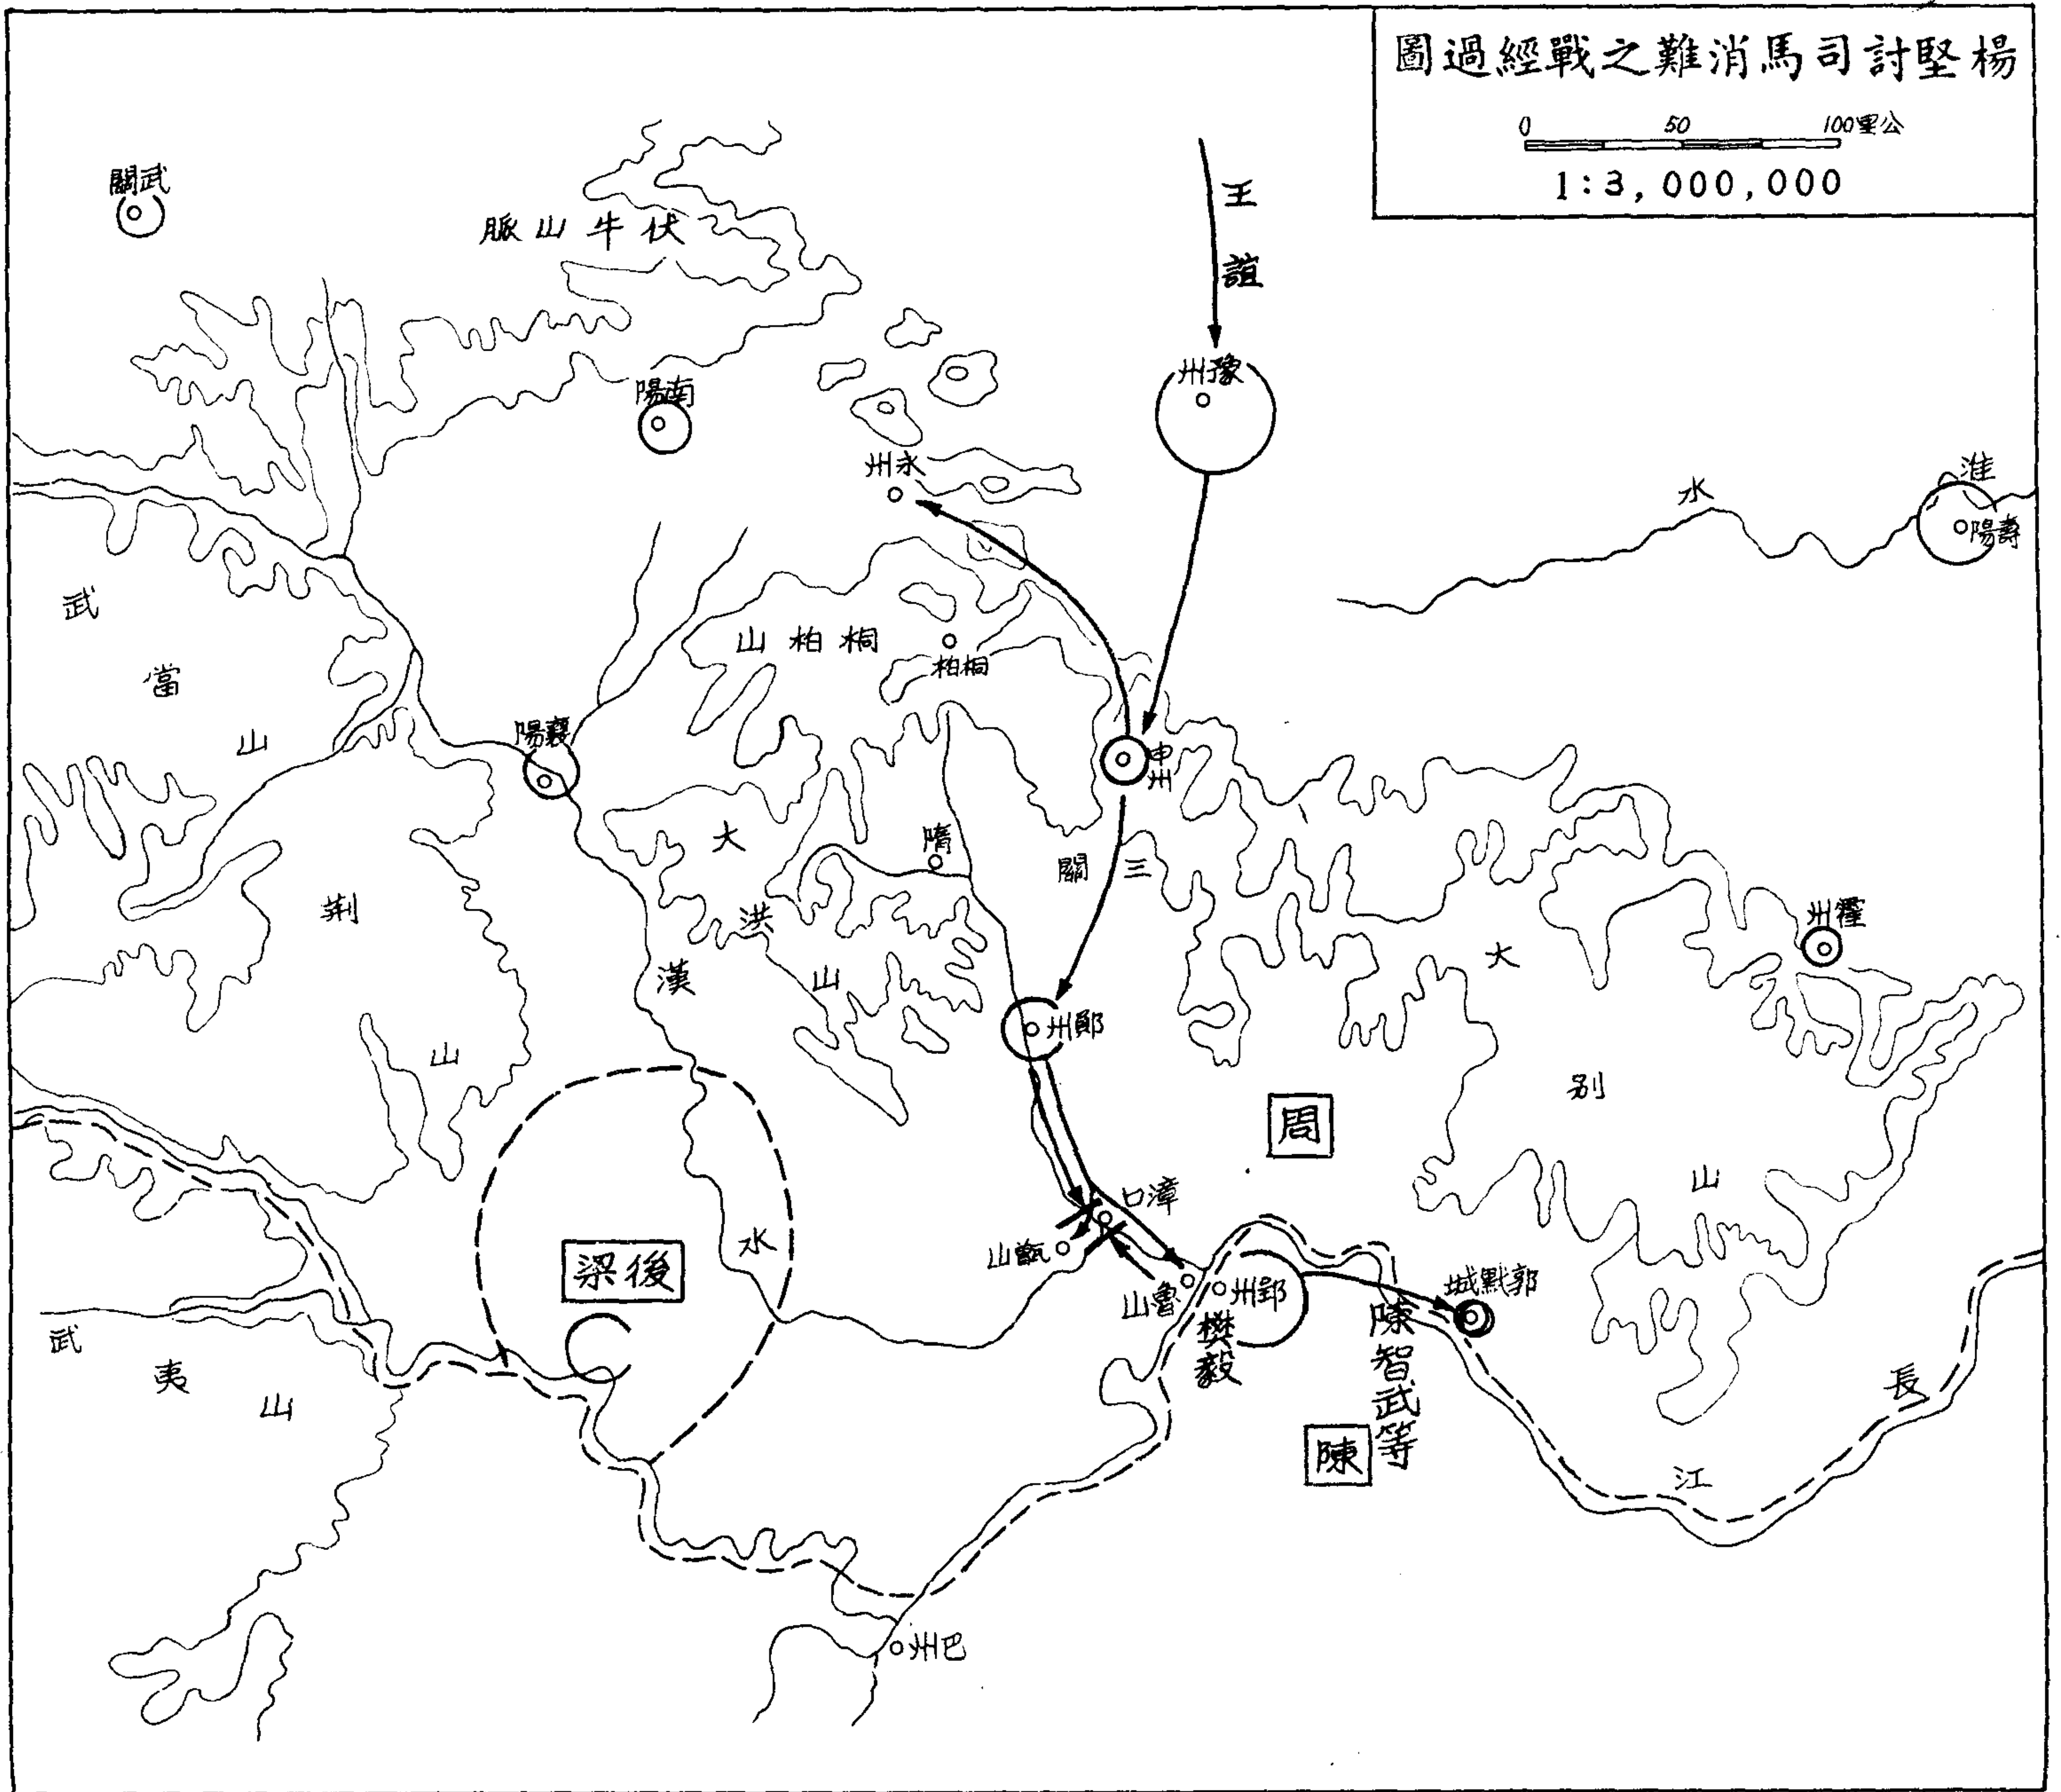 楊堅討司馬消難之戰經過圖
0 50 100公里
1:3,000,000
武關
伏牛山脈
王誼
豫州
南陽
永州
淮水
壽陽
武當山
桐柏山
桐柏
襄陽
申州
大洪山
隋
三關
荆山
漢水
霍州
大别山
鄖州
周
漳口
甑山
魯山
郢州
樊毅
郭默城
陳智武等
陳
後梁
武夷山
長江
巴州